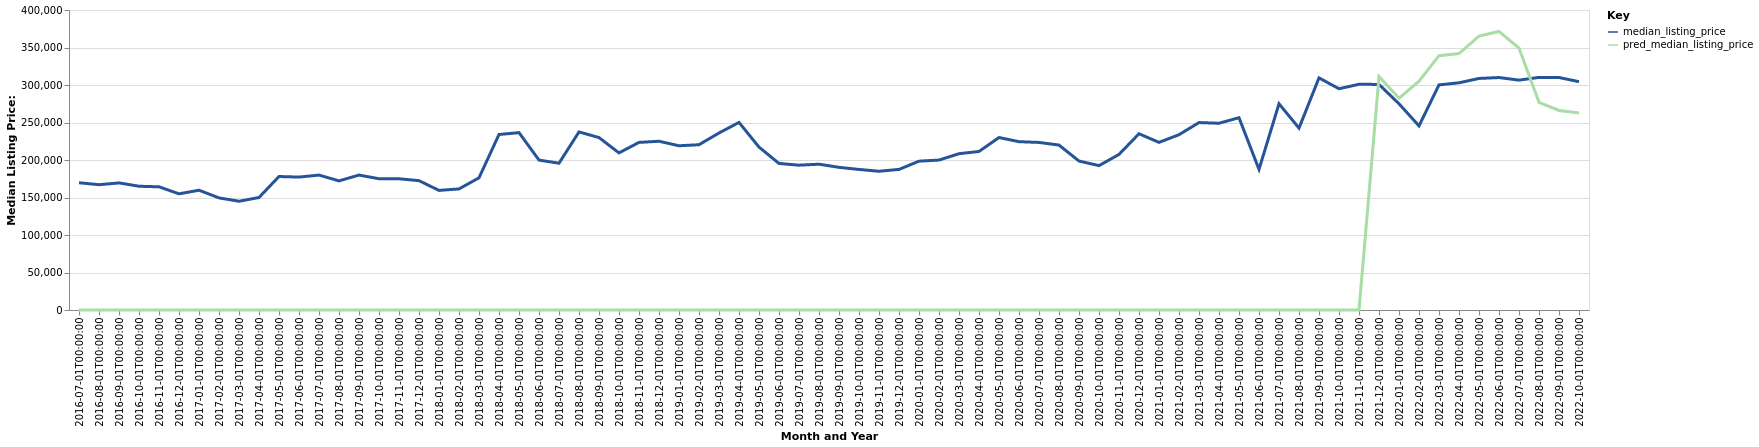 Key
median_listing_price
pred_median_listing_price
Median Listing Price:
400,000
350,000
300,000
250,000
200,000
150,000
100,000
50,000
0
2016-07-01T00:00:00
2016-08-01T00:00:00
2016-09-01T00:00:00
2016-10-01T00:00:00
2016-11-01T00:00:00
2016-12-01T00:00:00
2017-01-01T00:00:00
2017-02-01T00:00:00
2017-03-01T00:00:00
2017-04-01T00:00:00
2017-05-01T00:00:00
2017-06-01T00:00:00
2017-07-01T00:00:00
2017-08-01T00:00:00
2017-09-01T00:00:00
2017-10-01T00:00:00
2017-11-01T00:00:00
2017-12-01T00:00:00
2018-01-01T00:00:00
2018-02-01T00:00:00
2018-03-01T00:00:00
2018-04-01T00:00:00
2018-05-01T00:00:00
2018-06-01T00:00:00
2018-07-01T00:00:00
2018-08-01T00:00:00
2018-09-01T00:00:00
2018-10-01T00:00:00
2018-11-01T00:00:00
2018-12-01T00:00:00
2019-01-01T00:00:00
2019-02-01T00:00:00
2019-03-01T00:00:00
2019-04-01T00:00:00
2019-05-01T00:00:00
2019-06-01T00:00:00
2019-07-01T00:00:00
2019-08-01T00:00:00
2019-09-01T00:00:00
2019-10-01T00:00:00
2019-11-01T00:00:00
2019-12-01T00:00:00
2020-01-01T00:00:00
2020-02-01T00:00:00
2020-03-01T00:00:00
2020-04-01T00:00:00
2020-05-01T00:00:00
2020-06-01T00:00:00
2020-07-01T00:00:00
2020-08-01T00:00:00
2020-09-01T00:00:00
2020-10-01T00:00:00
2020-11-01T00:00:00
2020-12-01T00:00:00
2021-01-01T00:00:00
2021-02-01T00:00:00
2021-03-01T00:00:00
2021-04-01T00:00:00
2021-05-01T00:00:00
2021-06-01T00:00:00
2021-07-01T00:00:00
2021-08-01T00:00:00
2021-09-01T00:00:00
2021-10-01T00:00:00
2021-11-01T00:00:00
2021-12-01T00:00:00
2022-01-01T00:00:00
2022-02-01T00:00:00
2022-03-01T00:00:00
2022-04-01T00:00:00
2022-05-01T00:00:00
2022-06-01T00:00:00
2022-07-01T00:00:00
2022-08-01T00:00:00
2022-09-01T00:00:00
2022-10-01T00:00:00
Month and Year